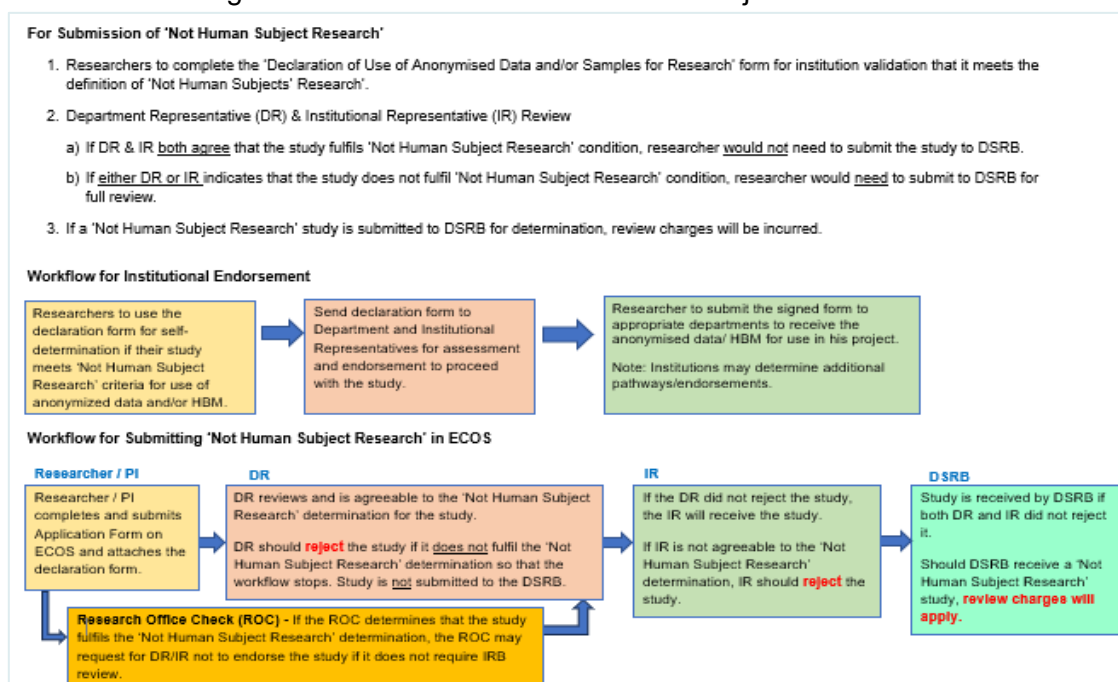 For Submission of 'Not Human Subject Research'
1. Researchers to complete the 'Declaration of Use of Anonymised Data and/or Samples for Research' form for institution validation that it meets the
definition of 'Not Human Subjects' Research'.
2. Department Representative (DR) & Institutional Representative (IR) Review
a) If DR & IR both agree that the study fulfils 'Not Human Subject Research' condition, researcher would not need to submit the study to DSRB.
b) If either DR or IR indicates that the study does not fulfil 'Not Human Subject Research' condition, researcher would need to submit to DSRB for
full review.
3. If a 'Not Human Subject Research' study is submitted to DSRB for determination, review charges will be incurred.
Workflow for Institutional Endorsement
Researchers to use the
declaration form for self-
determination if their study
meets 'Not Human Subject
Research' criteria for use of
anonymized data and/or HBM.
Send declaration form to
Department and Institutional
Representatives for assessment
and endorsement to proceed
with the study.
Researcher to submit the signed form to
appropriate departments to receive the
anonymised data/ HBM for use in his project.
Note: Institutions may determine additional
pathways/endorsements.
Workflow for Submitting 'Not Human Subject Research' in ECOS
Researcher / PI
Researcher / PI
completes and submits
Application Form on
ECOS and attaches the
declaration form.
DR
DR reviews and is agreeable to the 'Not Human Subject
Research' determination for the study.
DR should reject the study if it does not fulfil the 'Not
Human Subject Research' determination so that the
workflow stops. Study is not submitted to the DSRB.
IR
If the DR did not reject the study,
the IR will receive the study.
If IR is not agreeable to the 'Not
Human Subject Research'
determination, IR should reject the
study.
DSRB
Study is received by DSRB if
both DR and IR did not reject
it.
Should DSRB receive a 'Not
Human Subject Research'
study, review charges will
apply.
Research Office Check (ROC) - If the ROC determines that the study
fulfils the 'Not Human Subject Research' determination, the ROC may
request for DR/IR not to endorse the study if it does not require IRB
review.